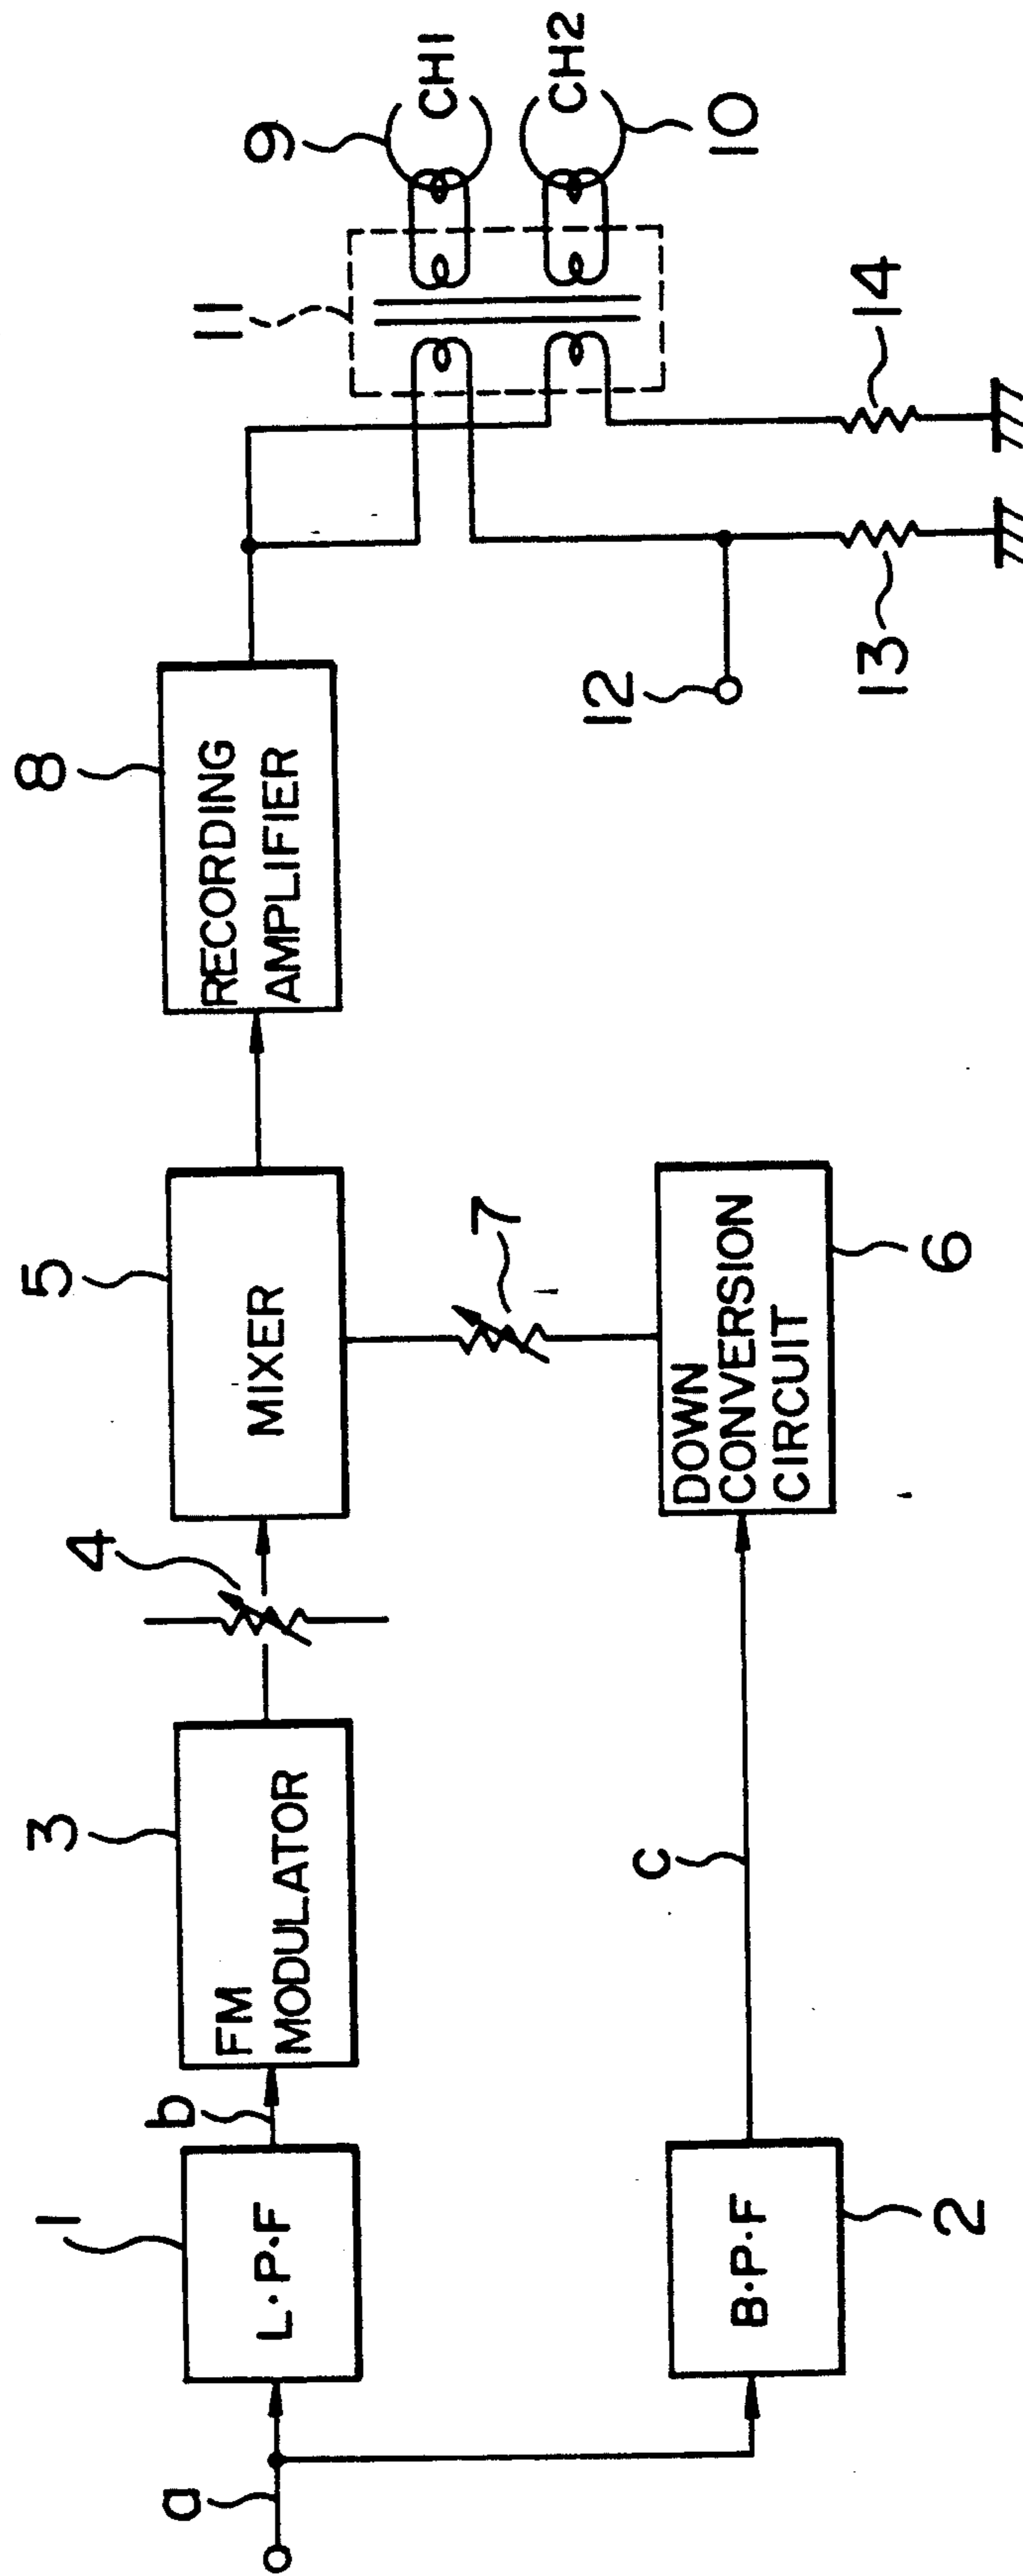 a
1
L·P·F
b
3
FM
MODULATOR
4
5
MIXER
8
RECORDING
AMPLIFIER
11
9
CH1
CH2
10
B·P·F
2
c
DOWN
CONVERSION
CIRCUIT
6
7
12
13
14